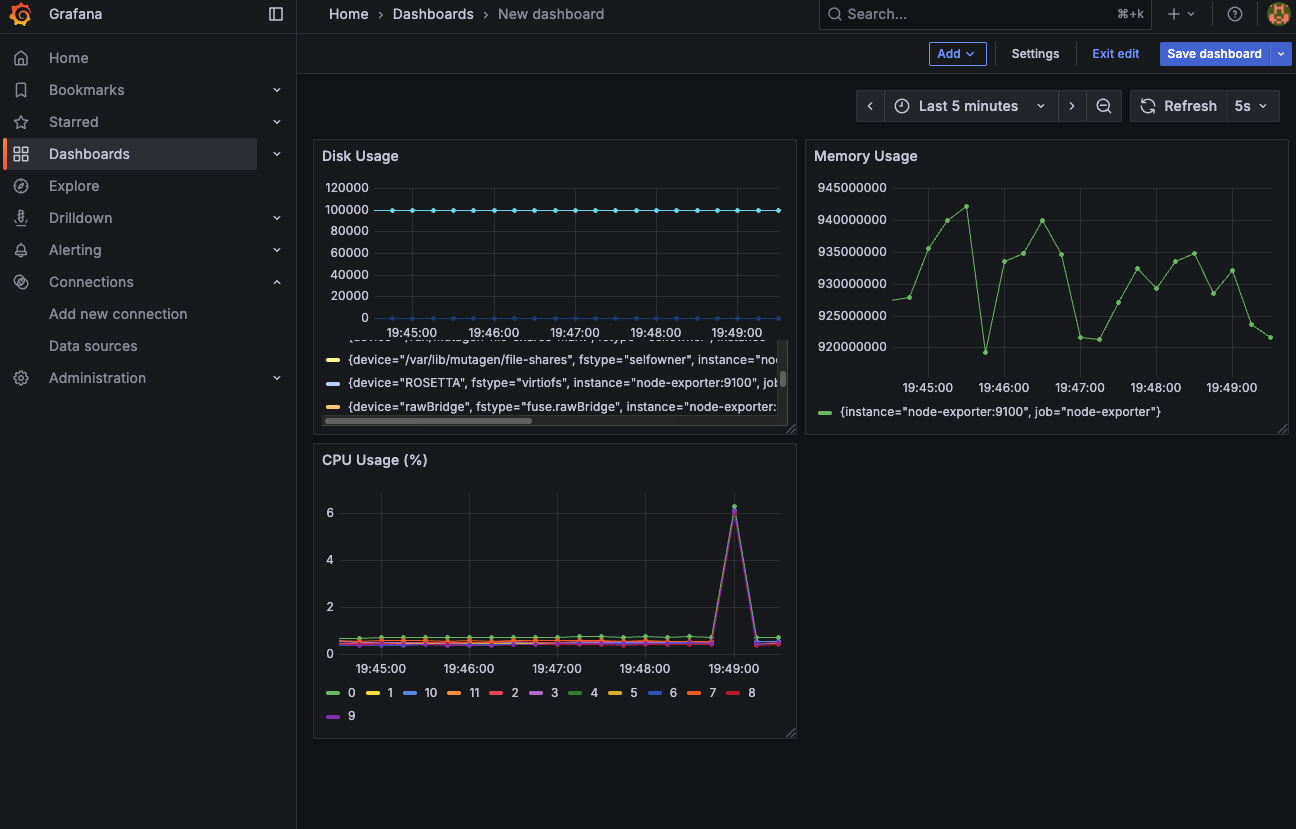 Grafana
Home › Dashboards › New dashboard
Search...
⌘+k
Home
Bookmarks
Starred
Dashboards
Explore
Drilldown
Alerting
Connections
Add new connection
Data sources
Administration
Add
Settings
Exit edit
Save dashboard
Last 5 minutes
Refresh
5s
Disk Usage
120000
100000
80000
60000
40000
20000
0
19:45:00 19:46:00 19:47:00 19:48:00 19:49:00
{device="/var/lib/mutagen/file-shares", fstype="selfowner", instance="no
{device="ROSETTA", fstype="virtiofs", instance="node-exporter:9100", job
{device="rawBridge", fstype="fuse.rawBridge", instance="node-exporter:
Memory Usage
945000000
940000000
935000000
930000000
925000000
920000000
19:45:00 19:46:00 19:47:00 19:48:00 19:49:00
{instance="node-exporter:9100", job="node-exporter"}
CPU Usage (%)
6
4
2
0
19:45:00 19:46:00 19:47:00 19:48:00 19:49:00
0 1 10 11 2 3 4 5 6 7 8
9